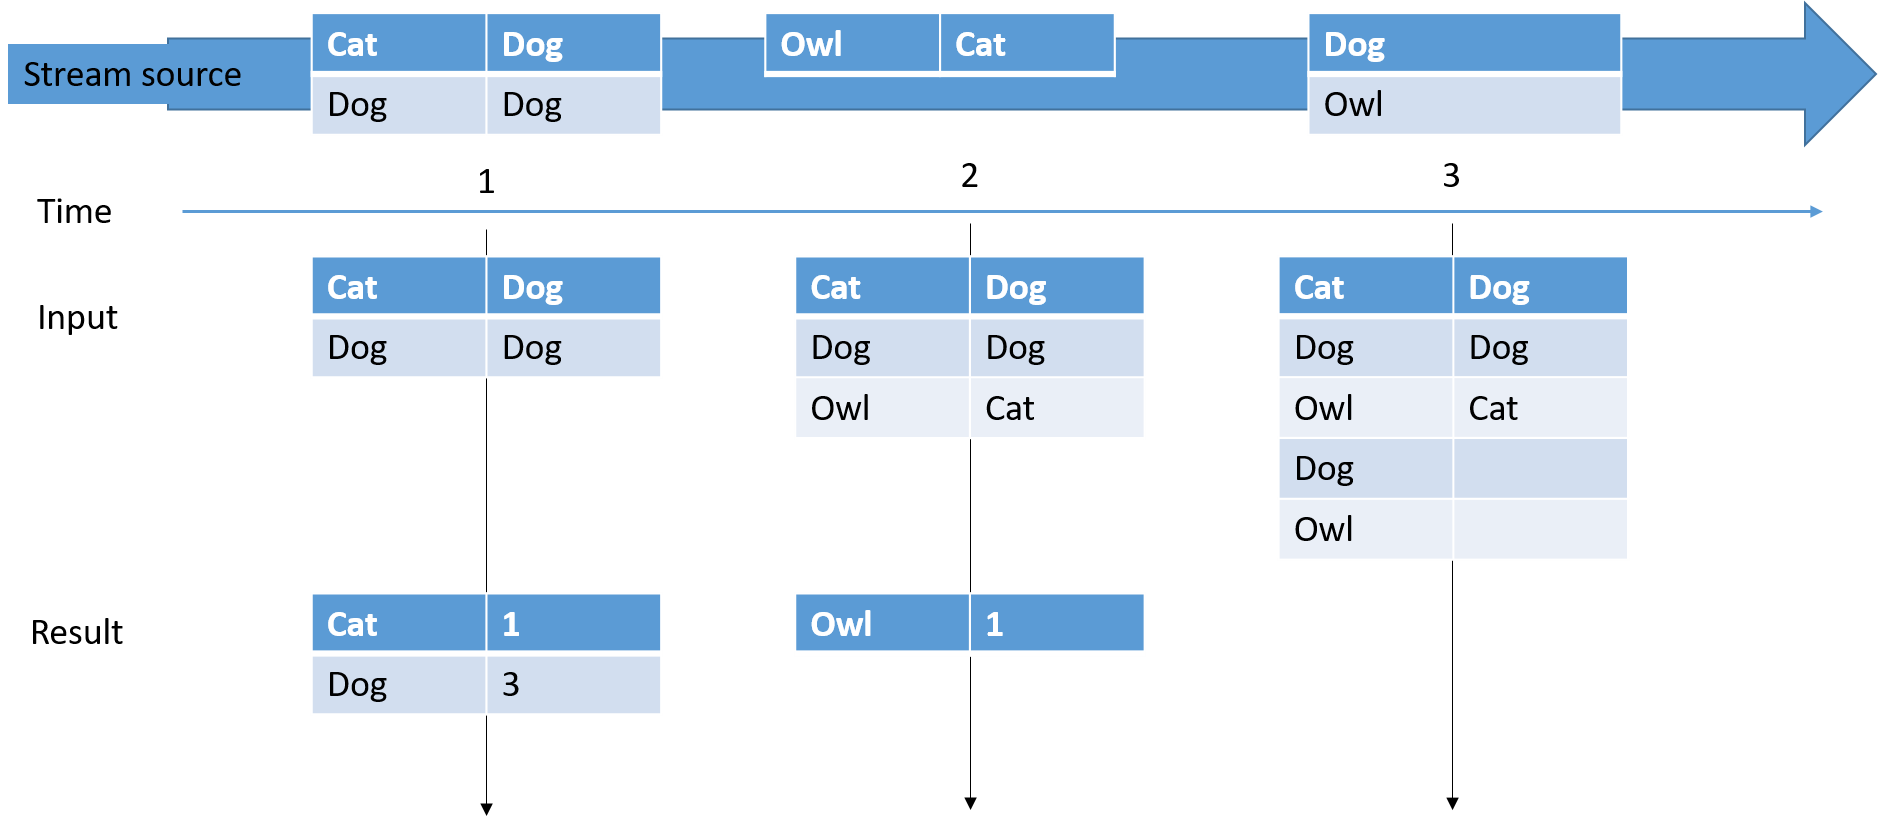 Cat Dog Owl Cat Dog
Stream source
Dog Dog Owl
1 2 3
Time
Cat Dog Cat Dog Cat Dog
Input
Dog Dog Dog Dog Dog Dog
Owl Cat Owl Cat
Dog
Owl
Cat 1 Owl 1
Result
Dog 3